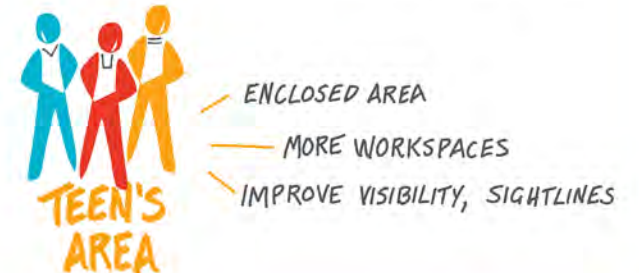 ENCLOSED AREA
MORE WORKSPACES
IMPROVE VISIBILITY, SIGHTLINES
TEEN'S
AREA